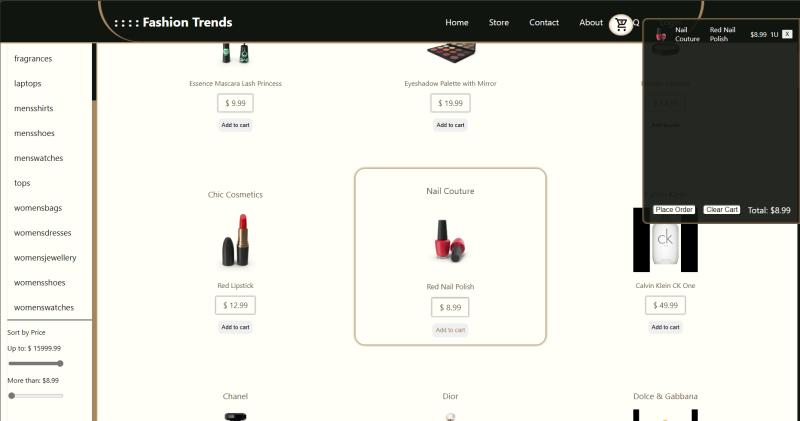 :::: Fashion Trends
Home Store Contact About
Nail Couture Red Nail Polish $8.99 1U X
Place Order Clear Cart Total: $8.99
fragrances
laptops
mensshirts
mensshoes
menswatches
tops
womensbags
womensdresses
womensjewellery
womensshoes
womenswatches
Sort by Price
Up to: $ 15999.99
More than: $8.99
Essence Mascara Lash Princess
$ 9.99
Add to cart
Eyeshadow Palette with Mirror
$ 19.99
Add to cart
Chic Cosmetics
Red Lipstick
$ 12.99
Add to cart
Nail Couture
Red Nail Polish
$ 8.99
Add to cart
ck
Calvin Klein CK One
$ 49.99
Add to cart
Chanel
Dior
Dolce & Gabbana